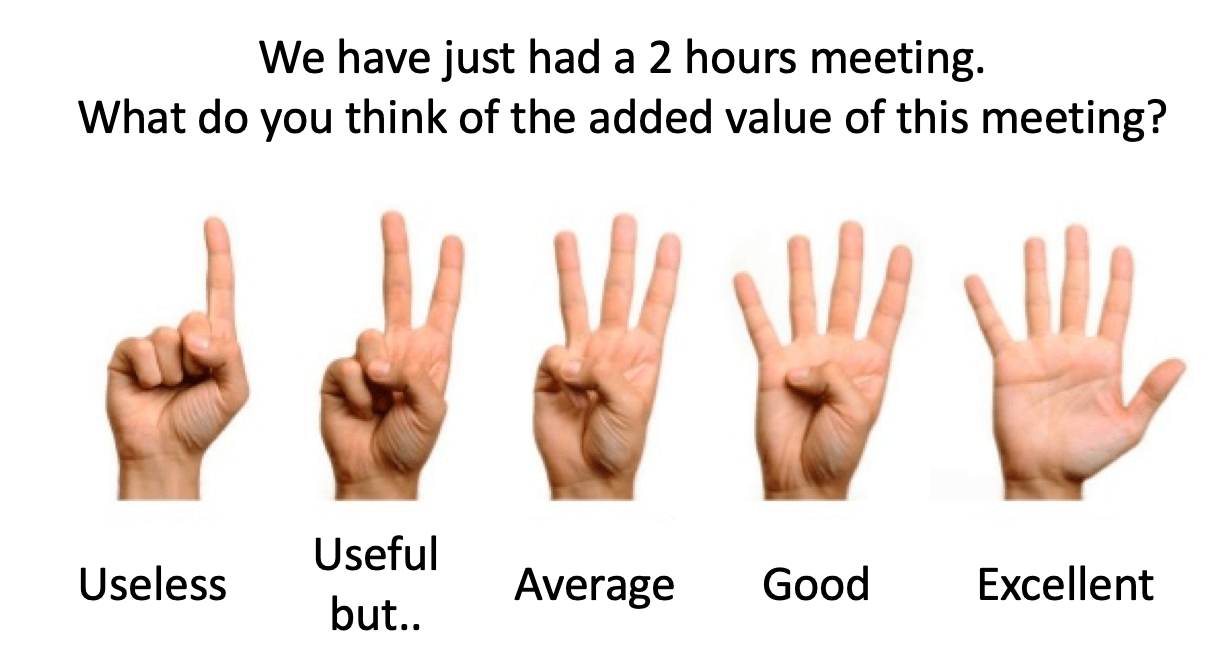 We have just had a 2 hours meeting.
What do you think of the added value of this meeting?
Useless
Useful
but..
Average
Good
Excellent